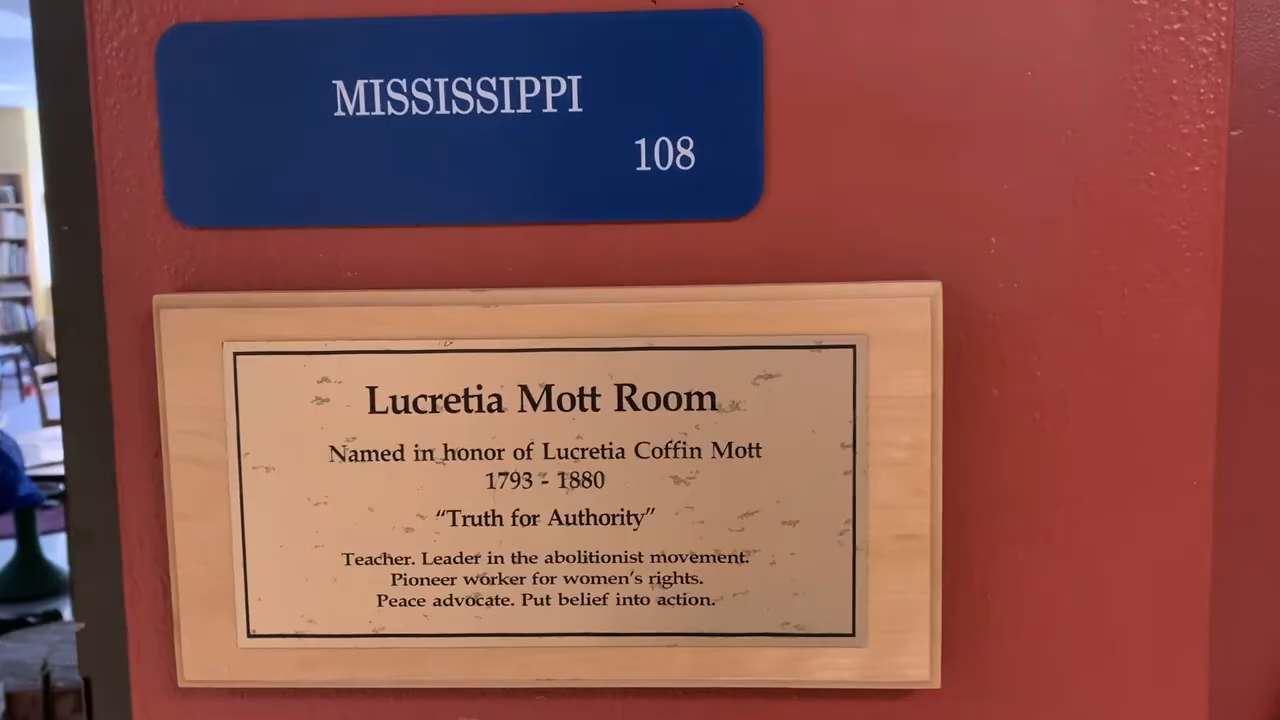 MISSISSIPPI
108
Lucretia Mott Room
Named in honor of Lucretia Coffin Mott
1793 - 1880
“Truth for Authority”
Teacher. Leader in the abolitionist movement.
Pioneer worker for women's rights.
Peace advocate. Put belief into action.